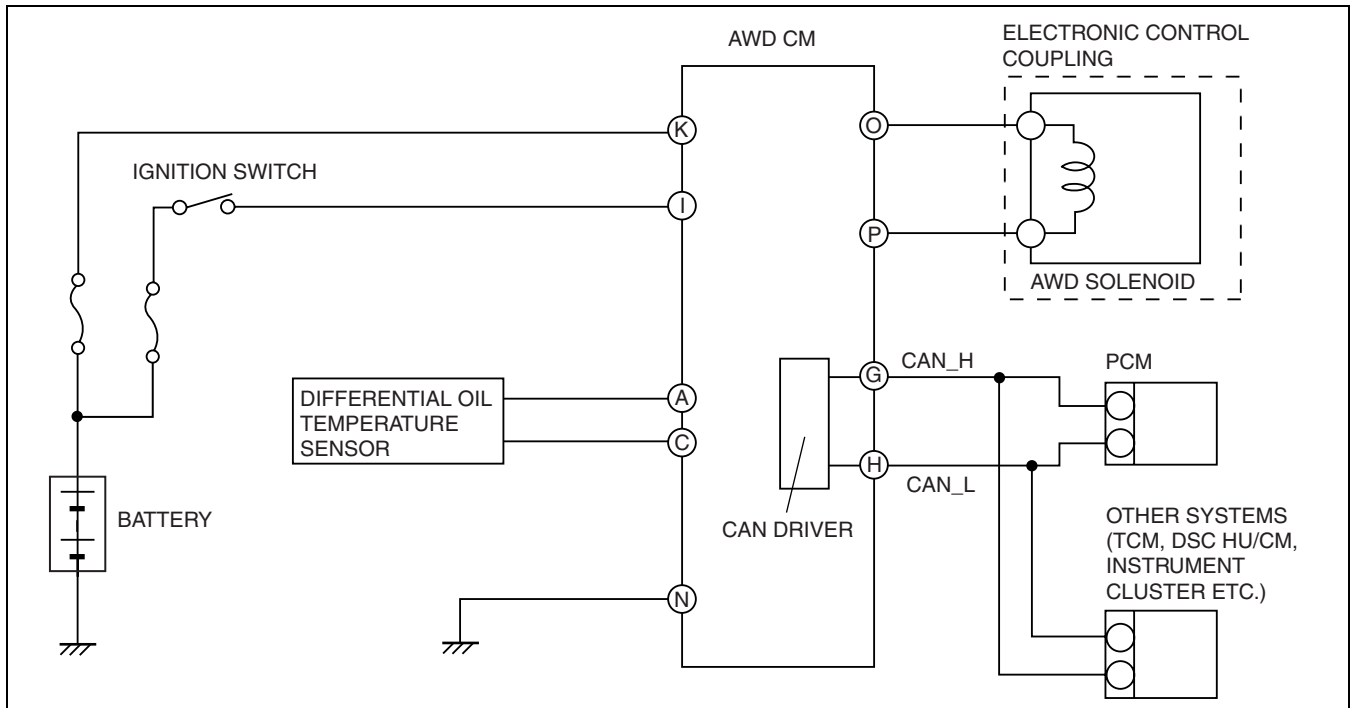 AWD CM
ELECTRONIC CONTROL
COUPLING
K
O
IGNITION SWITCH
I
P
AWD SOLENOID
CAN_H
PCM
G
DIFFERENTIAL OIL
TEMPERATURE
SENSOR
A
C
H
CAN_L
BATTERY
CAN DRIVER
OTHER SYSTEMS
(TCM, DSC HU/CM,
INSTRUMENT
CLUSTER ETC.)
N